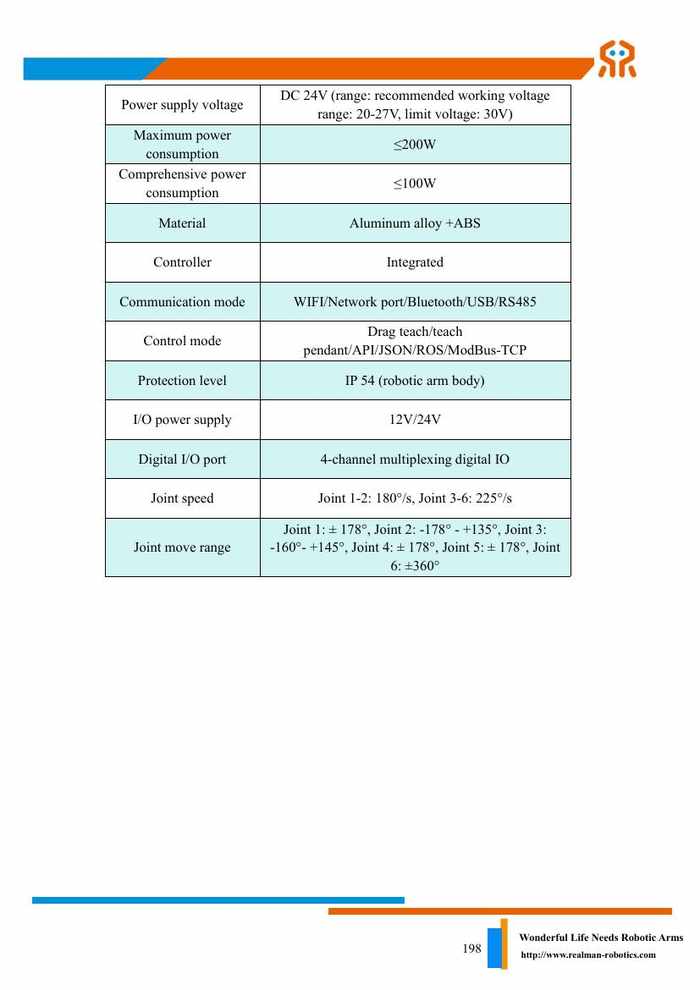 Power supply voltage
DC 24V (range: recommended working voltage
range: 20-27V, limit voltage: 30V)
Maximum power
consumption
≤200W
Comprehensive power
consumption
≤100W
Material
Aluminum alloy +ABS
Controller
Integrated
Communication mode
WIFI/Network port/Bluetooth/USB/RS485
Control mode
Drag teach/teach
pendant/API/JSON/ROS/ModBus-TCP
Protection level
IP 54 (robotic arm body)
I/O power supply
12V/24V
Digital I/O port
4-channel multiplexing digital IO
Joint speed
Joint 1-2: 180°/s, Joint 3-6: 225°/s
Joint move range
Joint 1: ± 178°, Joint 2: -178° - +135°, Joint 3:
-160°- +145°, Joint 4: ± 178°, Joint 5: ± 178°, Joint
6: ±360°
198
Wonderful Life Needs Robotic Arms
http://www.realman-robotics.com